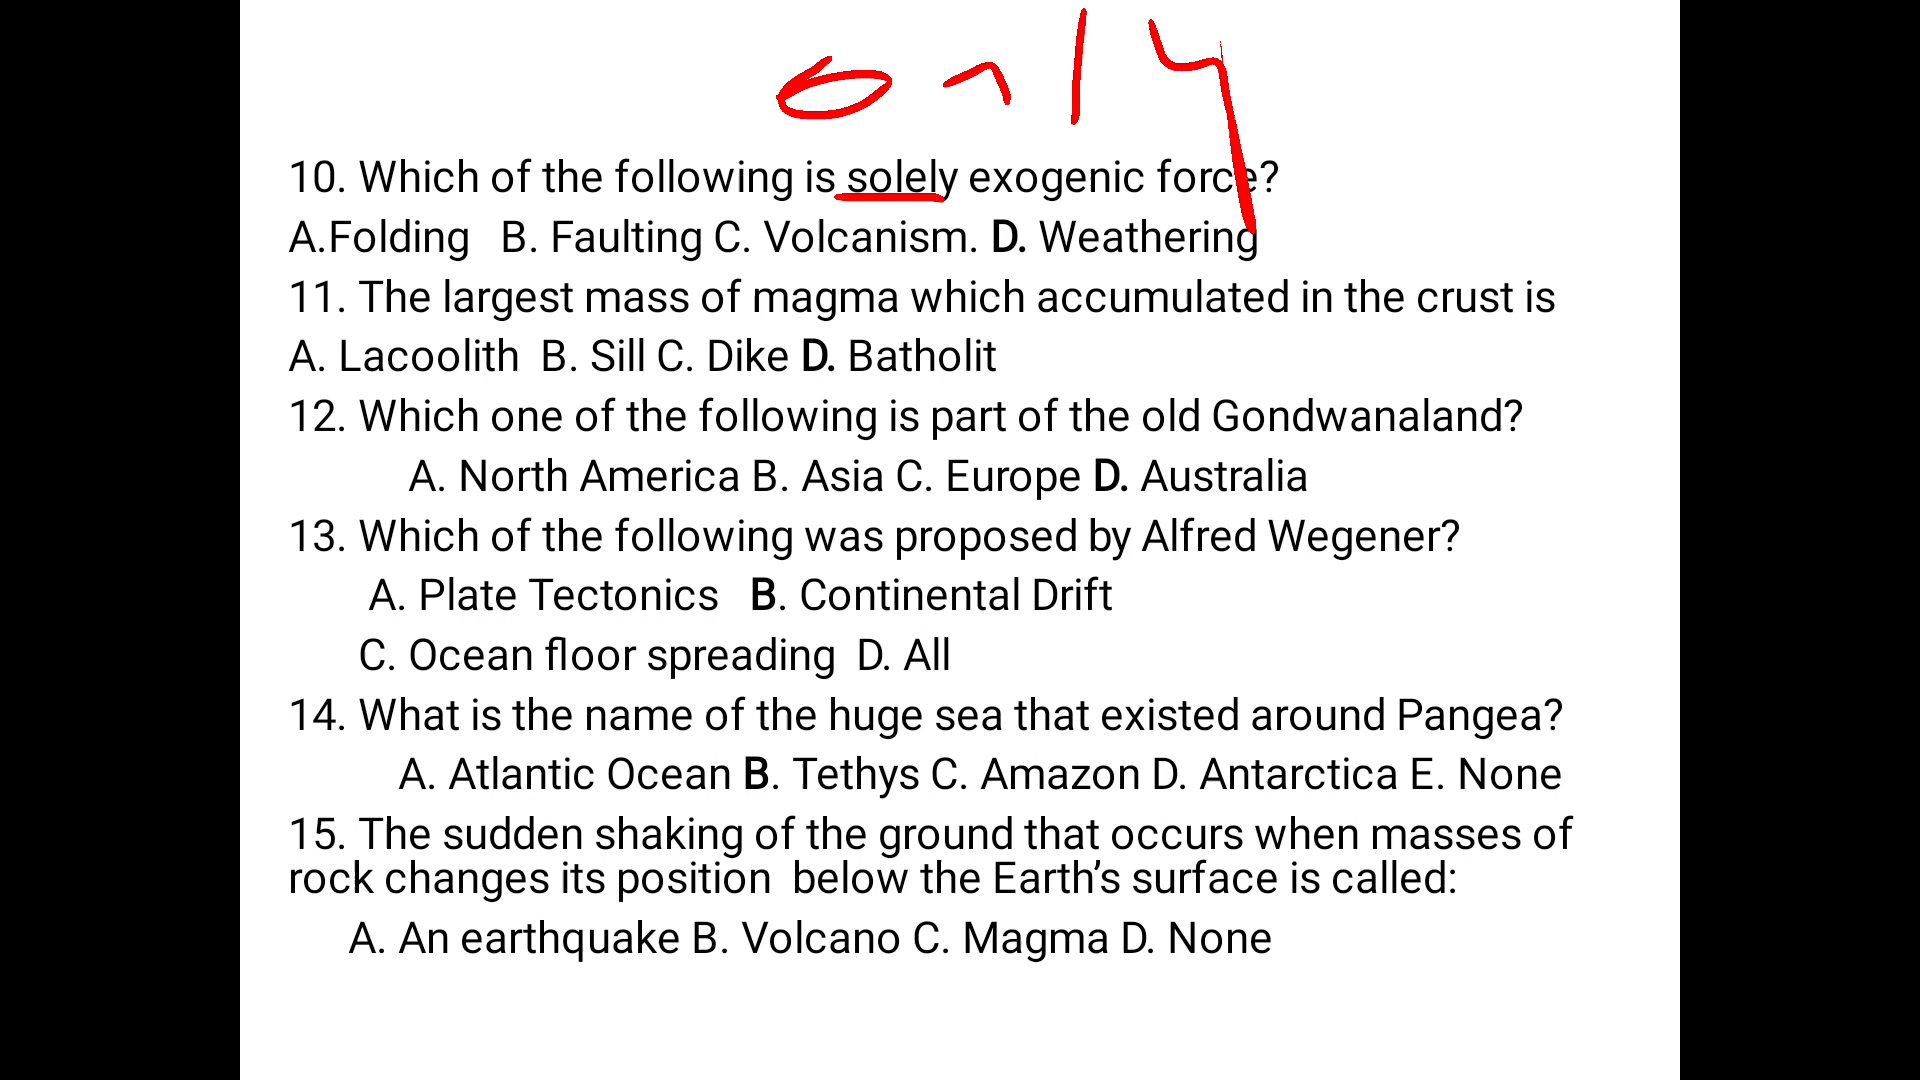 only
10. Which of the following is solely exogenic force?
A.Folding B. Faulting C. Volcanism. D. Weathering
11. The largest mass of magma which accumulated in the crust is
A. Lacoolith B. Sill C. Dike D. Batholit
12. Which one of the following is part of the old Gondwanaland?
A. North America B. Asia C. Europe D. Australia
13. Which of the following was proposed by Alfred Wegener?
A. Plate Tectonics B. Continental Drift
C. Ocean floor spreading D. All
14. What is the name of the huge sea that existed around Pangea?
A. Atlantic Ocean B. Tethys C. Amazon D. Antarctica E. None
15. The sudden shaking of the ground that occurs when masses of
rock changes its position below the Earth’s surface is called:
A. An earthquake B. Volcano C. Magma D. None